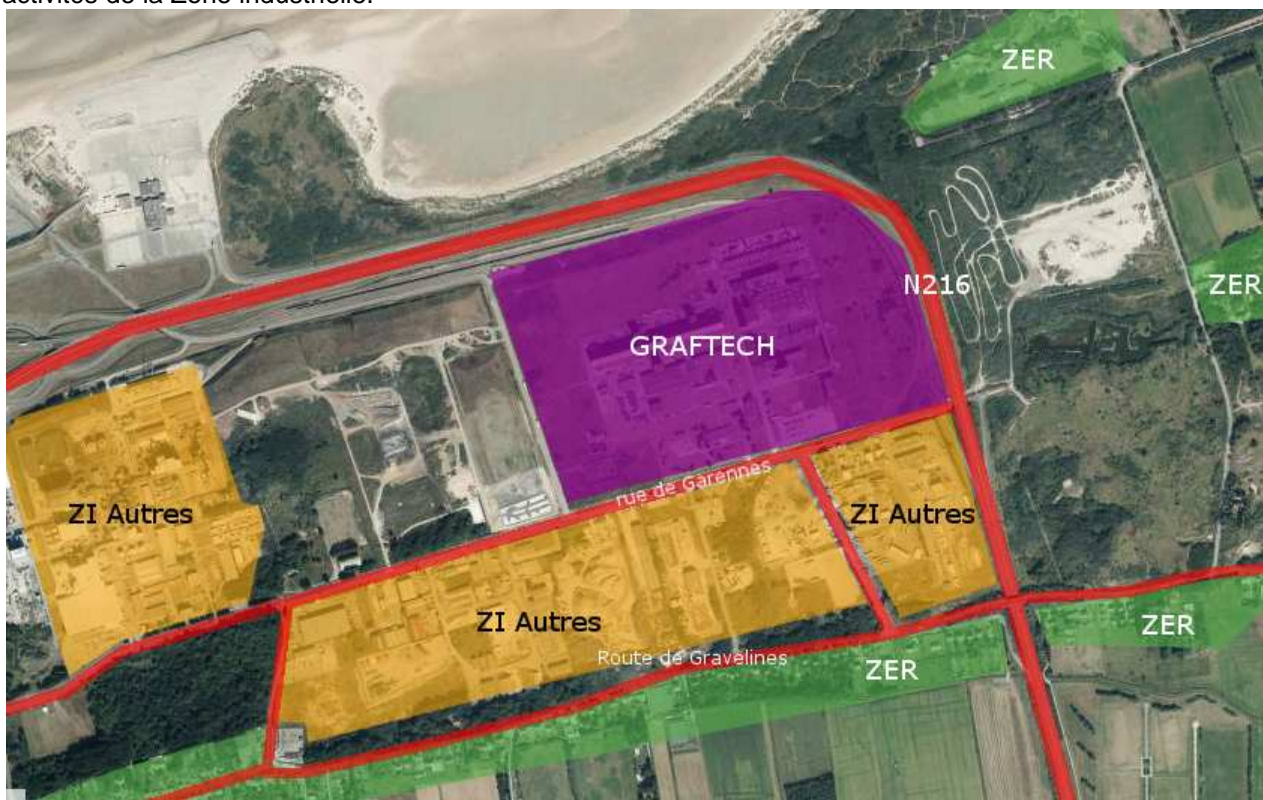 activités de la Zone Industrielle.
ZER
ZER
N216
GRAFTECH
rue de Garennes
ZI Autres
ZI Autres
ZI Autres
ZER
Route de Gravelines
ZER